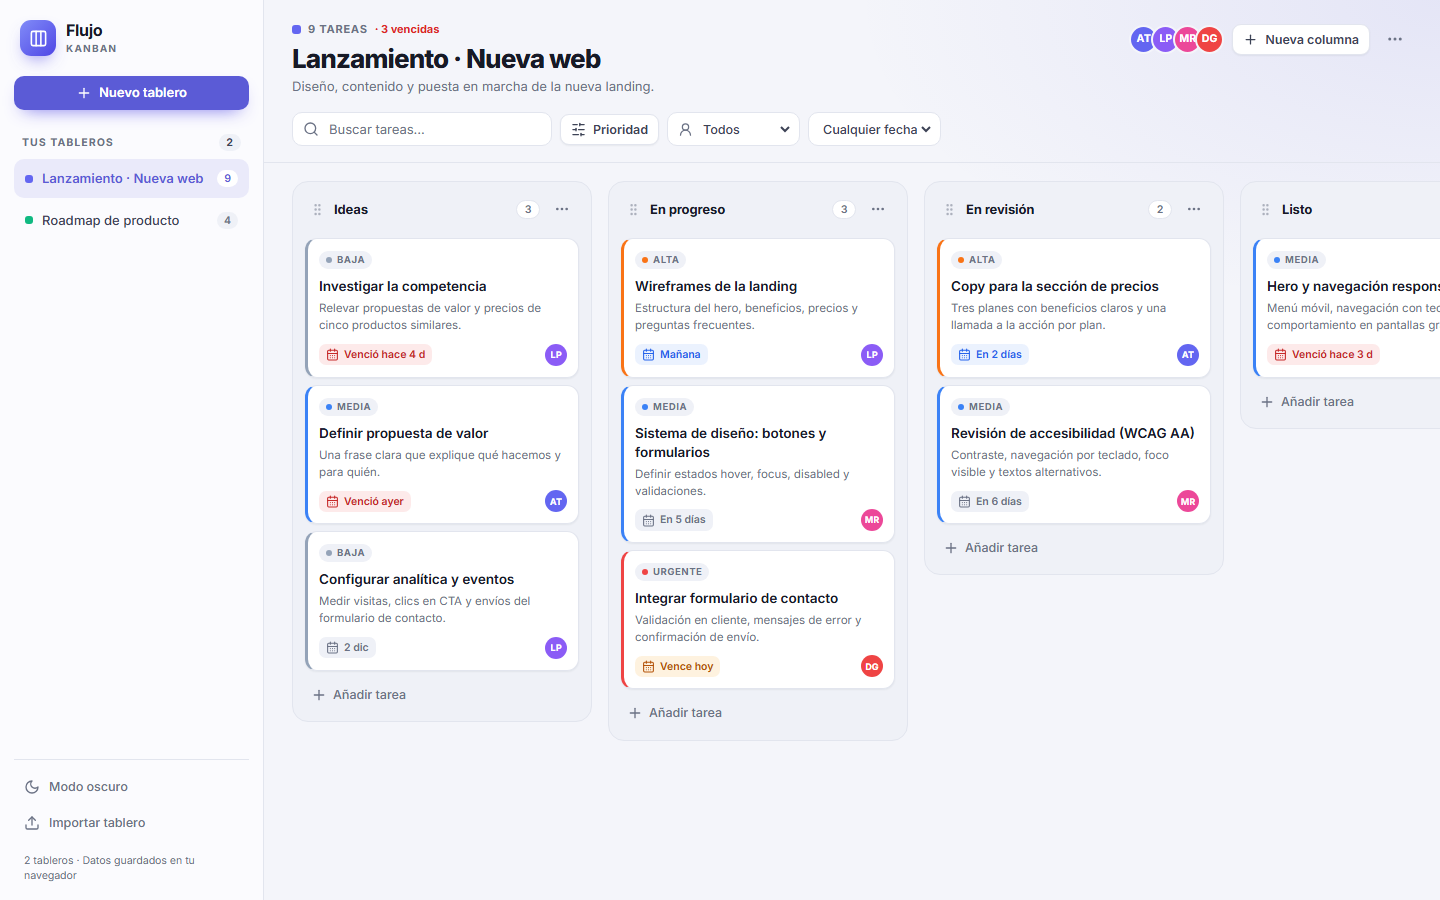 Flujo
KANBAN
Nuevo tablero
TUS TABLEROS 2
Lanzamiento · Nueva web 9
Roadmap de producto 4
Modo oscuro
Importar tablero
2 tableros · Datos guardados en tu
navegador
9 TAREAS · 3 vencidas
Lanzamiento · Nueva web
Diseño, contenido y puesta en marcha de la nueva landing.
AT LP MR DG
Nueva columna
Buscar tareas...
Prioridad
Todos
Cualquier fecha
Ideas 3
BAJA
Investigar la competencia
Relevar propuestas de valor y precios de
cinco productos similares.
Venció hace 4 d LP
MEDIA
Definir propuesta de valor
Una frase clara que explique qué hacemos y
para quién.
Venció ayer AT
BAJA
Configurar analítica y eventos
Medir visitas, clics en CTA y envíos del
formulario de contacto.
2 dic LP
Añadir tarea
En progreso 3
ALTA
Wireframes de la landing
Estructura del hero, beneficios, precios y
preguntas frecuentes.
Mañana LP
MEDIA
Sistema de diseño: botones y
formularios
Definir estados hover, focus, disabled y
validaciones.
En 5 días MR
URGENTE
Integrar formulario de contacto
Validación en cliente, mensajes de error y
confirmación de envío.
Vence hoy DG
Añadir tarea
En revisión 2
ALTA
Copy para la sección de precios
Tres planes con beneficios claros y una
llamada a la acción por plan.
En 2 días AT
MEDIA
Revisión de accesibilidad (WCAG AA)
Contraste, navegación por teclado, foco
visible y textos alternativos.
En 6 días MR
Añadir tarea
Listo
MEDIA
Hero y navegación
Menú móvil, navegación con
comportamiento en pantallas
Venció hace 3 d
Añadir tarea